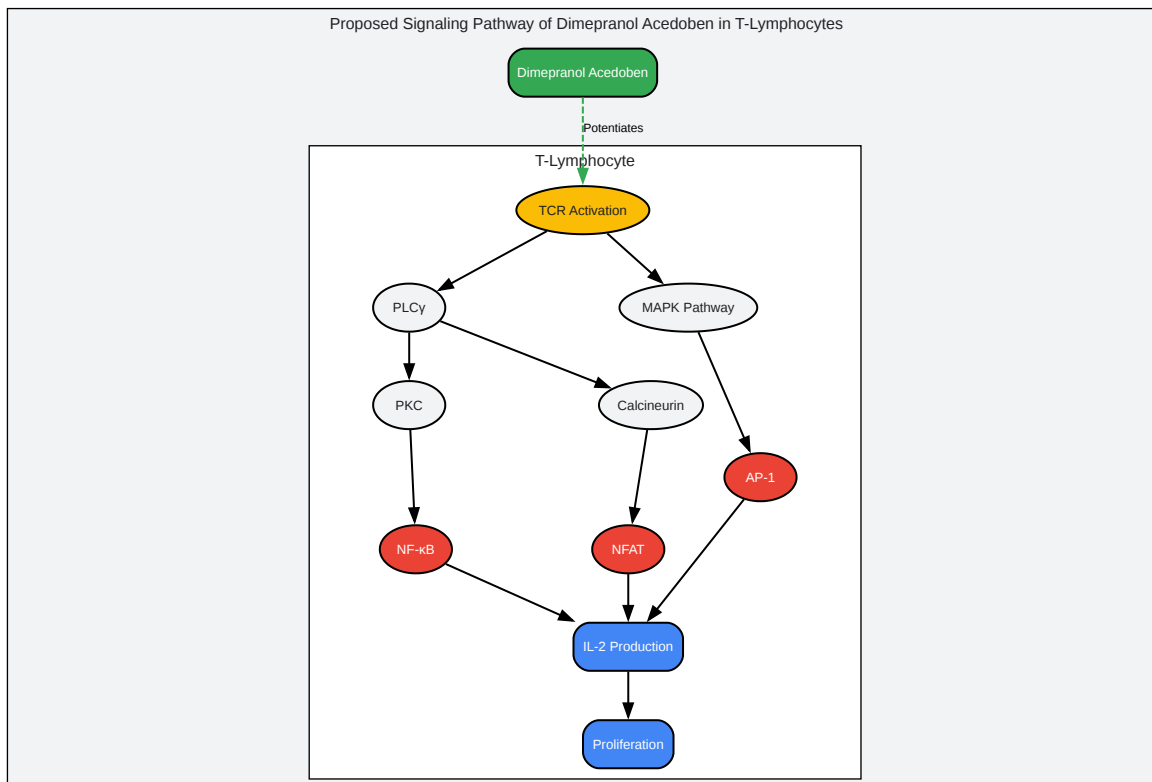 Proposed Signaling Pathway of Dimepranol Acedoben in T-Lymphocytes
Dimepranol Acedoben
Potentiates
T-Lymphocyte
TCR Activation
PLCγ
MAPK Pathway
PKC
Calcineurin
AP-1
NF-κB
NFAT
IL-2 Production
Proliferation